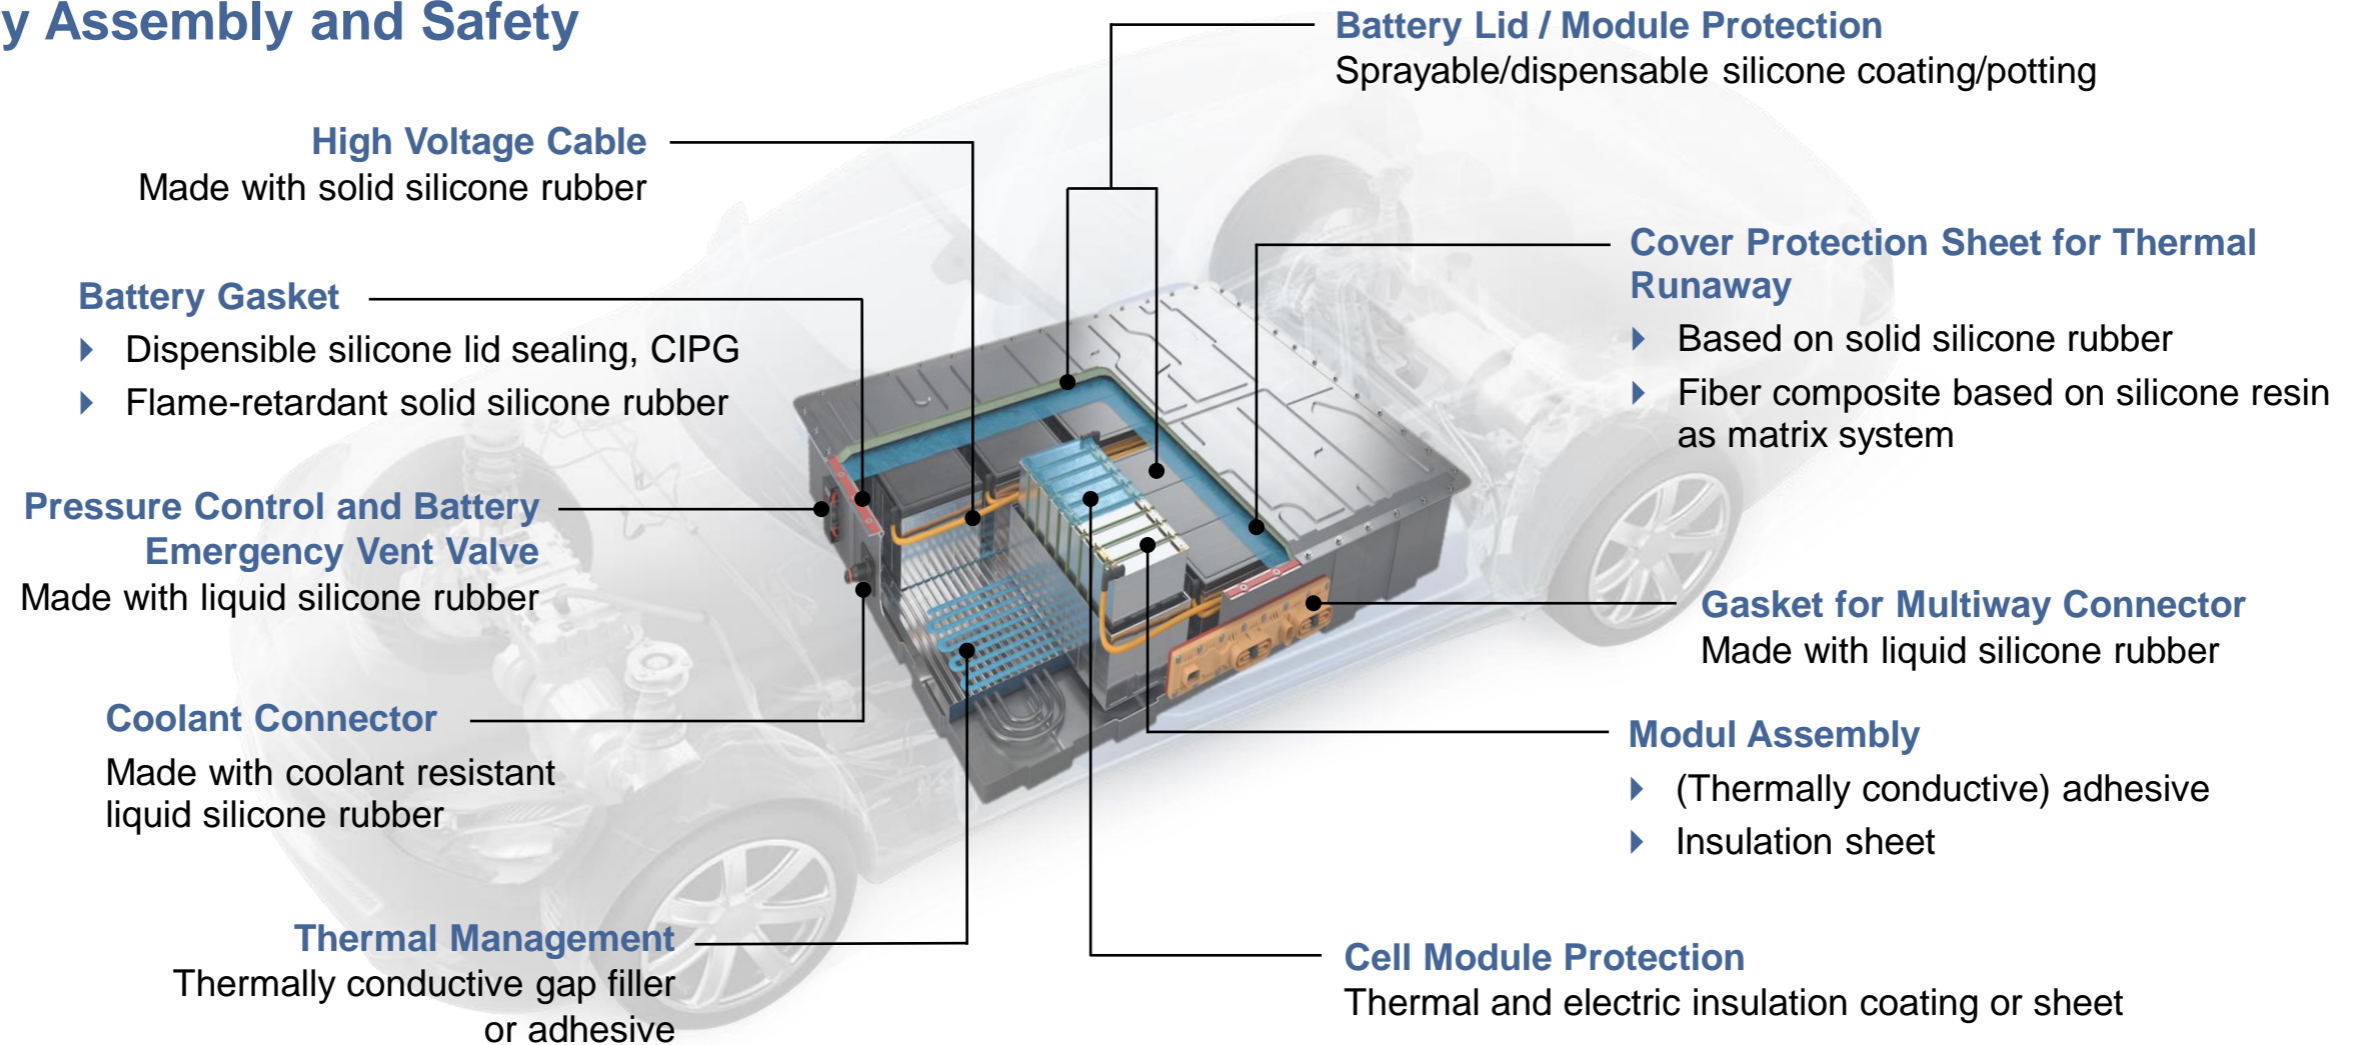 y Assembly and Safety
Battery Lid / Module Protection
Sprayable/dispensable silicone coating/potting
High Voltage Cable
Made with solid silicone rubber
Battery Gasket
Dispensible silicone lid sealing, CIPG
Flame-retardant solid silicone rubber
Pressure Control and Battery
Emergency Vent Valve
Made with liquid silicone rubber
Coolant Connector
Made with coolant resistant
liquid silicone rubber
Thermal Management
Thermally conductive gap filler
or adhesive
Cover Protection Sheet for Thermal
Runaway
Based on solid silicone rubber
Fiber composite based on silicone resin
as matrix system
Gasket for Multiway Connector
Made with liquid silicone rubber
Modul Assembly
(Thermally conductive) adhesive
Insulation sheet
Cell Module Protection
Thermal and electric insulation coating or sheet